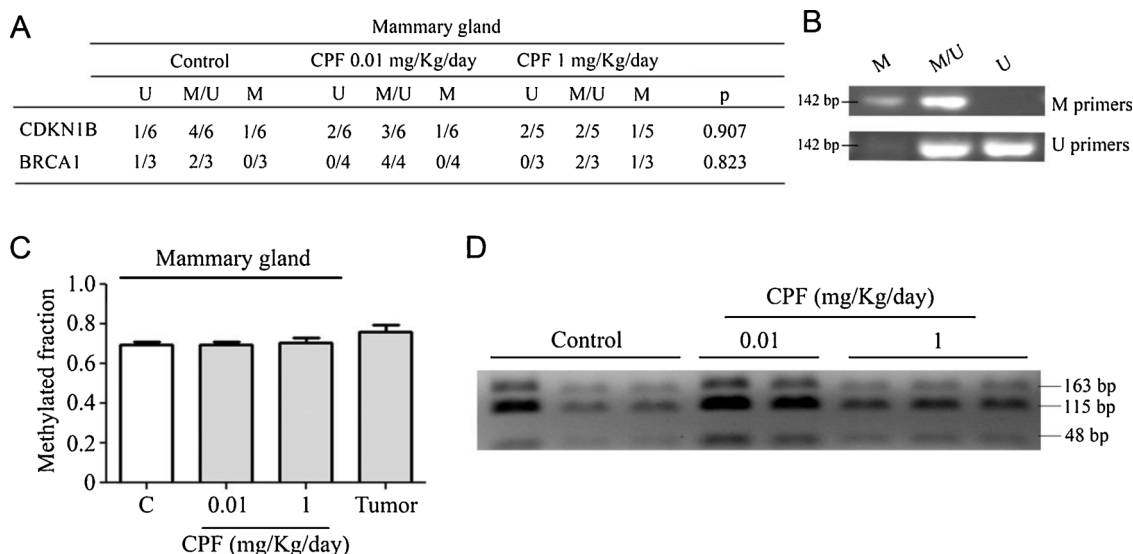 A
Mammary gland
Control CPF 0.01 mg/Kg/day CPF 1 mg/Kg/day
U M/U M U M/U M U M/U M p
CDKN1B 1/6 4/6 1/6 2/6 3/6 1/6 2/5 2/5 1/5 0.907
BRCA1 1/3 2/3 0/3 0/4 4/4 0/4 0/3 2/3 1/3 0.823
B
M M/U U
142 bp M primers
142 bp U primers
C
Mammary gland
Methylated fraction
1.0
0.8
0.6
0.4
0.2
0
C 0.01 1 Tumor
CPF (mg/Kg/day)
D
CPF (mg/Kg/day)
Control 0.01 1
163 bp
115 bp
48 bp